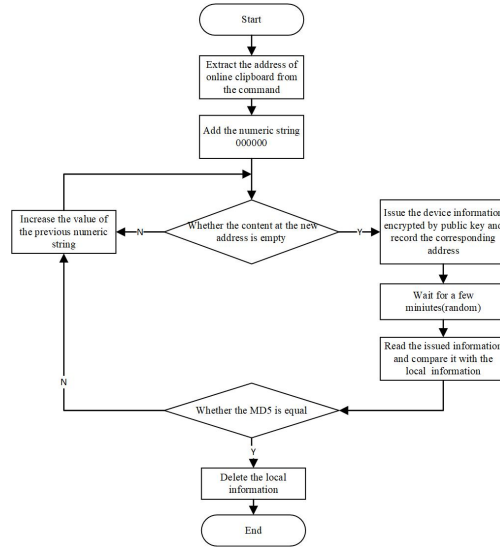 Start
Extract the address of
online clipboard from
the command
Add the numeric string
000000
Whether the content at the new
address is empty
N
Y
Increase the value of
the previous numeric
string
Issue the device information
encrypted by public key and
record the corresponding
address
Wait for a few
miniutes(random)
Read the issued information
and compare it with the
local information
N
Whether the MD5 is equal
Y
Delete the local
information
End